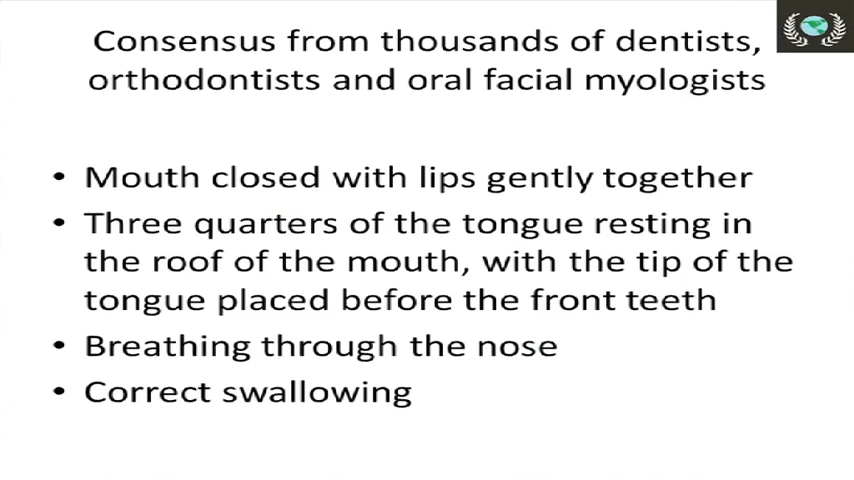 Consensus from thousands of dentists,
orthodontists and oral facial myologists
• Mouth closed with lips gently together
• Three quarters of the tongue resting in
the roof of the mouth, with the tip of the
tongue placed before the front teeth
• Breathing through the nose
• Correct swallowing